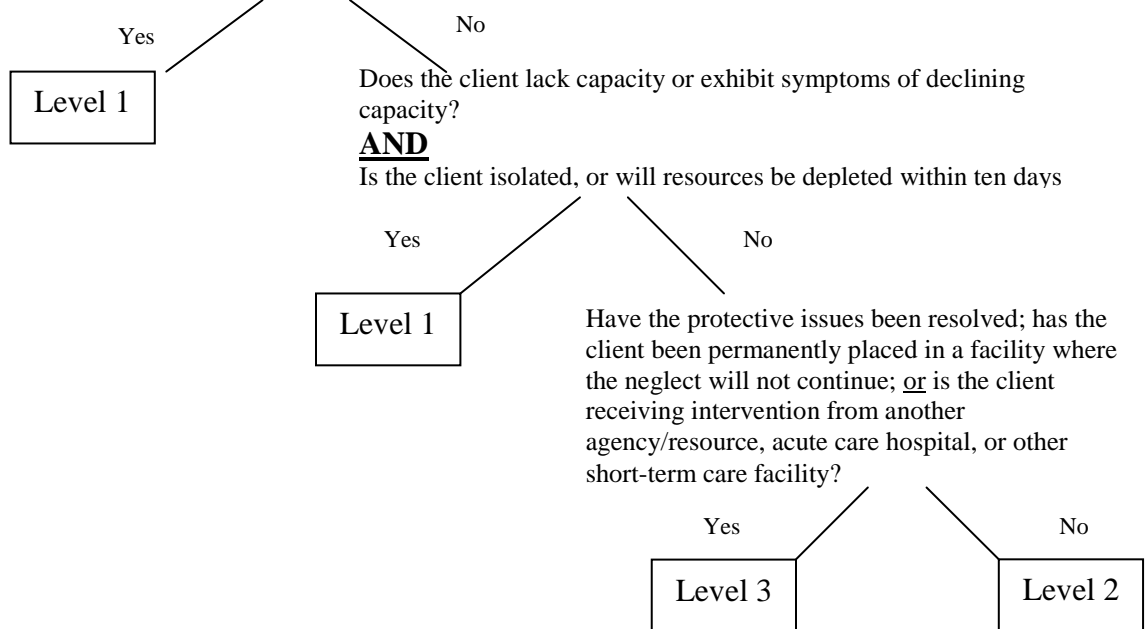 Yes
No
Level 1
Does the client lack capacity or exhibit symptoms of declining
capacity?
AND
Is the client isolated, or will resources be depleted within ten days
Yes
No
Level 1
Have the protective issues been resolved; has the
client been permanently placed in a facility where
the neglect will not continue; or is the client
receiving intervention from another
agency/resource, acute care hospital, or other
short-term care facility?
Yes
No
Level 3
Level 2